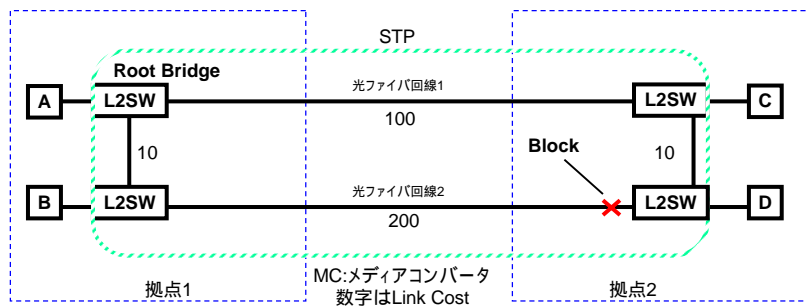 STP
Root Bridge
A
L2SW
光ファイバ回線1
100
L2SW
C
10
Block
10
B
L2SW
光ファイバ回線2
200
L2SW
D
拠点1
MC:メディアコンバータ
数字はLink Cost
拠点2